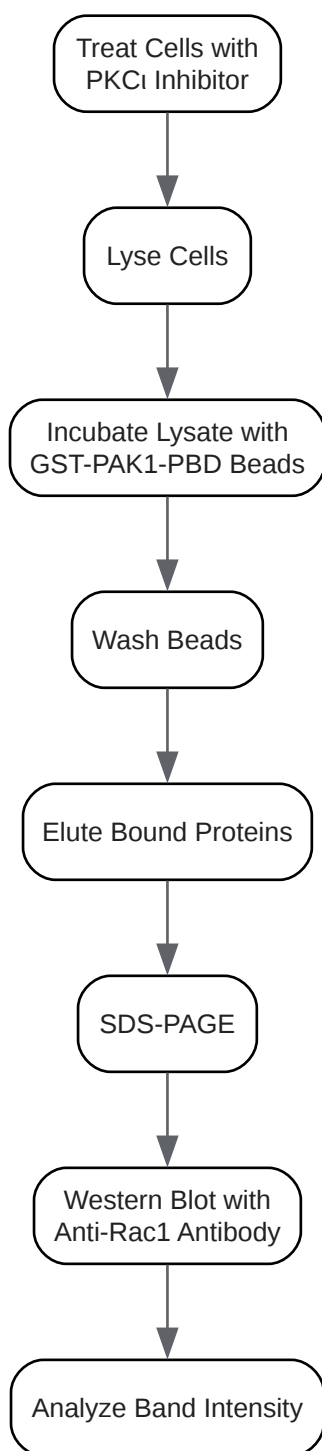 Treat Cells with
PKCι Inhibitor
Lyse Cells
Incubate Lysate with
GST-PAK1-PBD Beads
Wash Beads
Elute Bound Proteins
SDS-PAGE
Western Blot with
Anti-Rac1 Antibody
Analyze Band Intensity